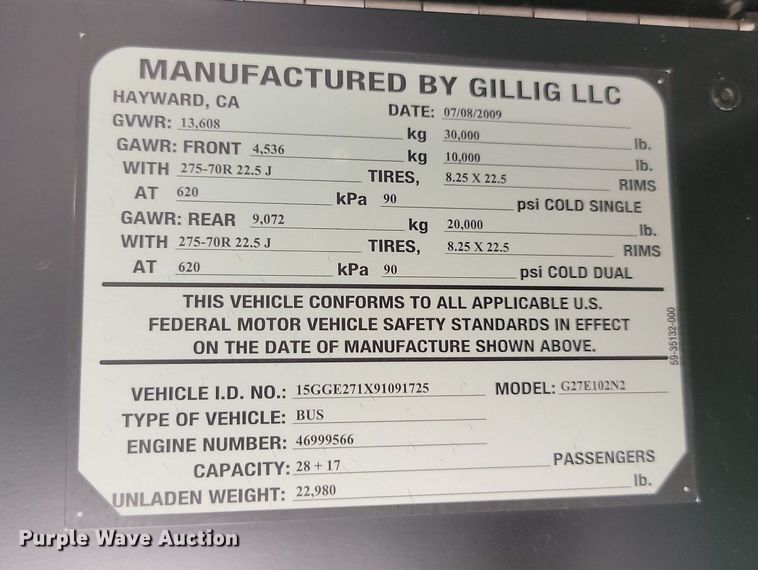 MANUFACTURED BY GILLIG LLC
HAYWARD, CA DATE: 07/08/2009
GVWR: 13,608 kg 30,000 lb.
GAWR: FRONT 4,536 kg 10,000 lb.
WITH 275-70R 22.5 J TIRES, 8.25 X 22.5 RIMS
AT 620 kPa 90 psi COLD SINGLE
GAWR: REAR 9,072 kg 20,000 lb.
WITH 275-70R 22.5 J TIRES, 8.25 X 22.5 RIMS
AT 620 kPa 90 psi COLD DUAL
THIS VEHICLE CONFORMS TO ALL APPLICABLE U.S.
FEDERAL MOTOR VEHICLE SAFETY STANDARDS IN EFFECT
ON THE DATE OF MANUFACTURE SHOWN ABOVE.
59-35132-000
VEHICLE I.D. NO.: 15GGE271X91091725 MODEL: G27E102N2
TYPE OF VEHICLE: BUS
ENGINE NUMBER: 46999566
CAPACITY: 28 + 17 PASSENGERS
UNLADEN WEIGHT: 22,980 lb.
Purple Wave Auction